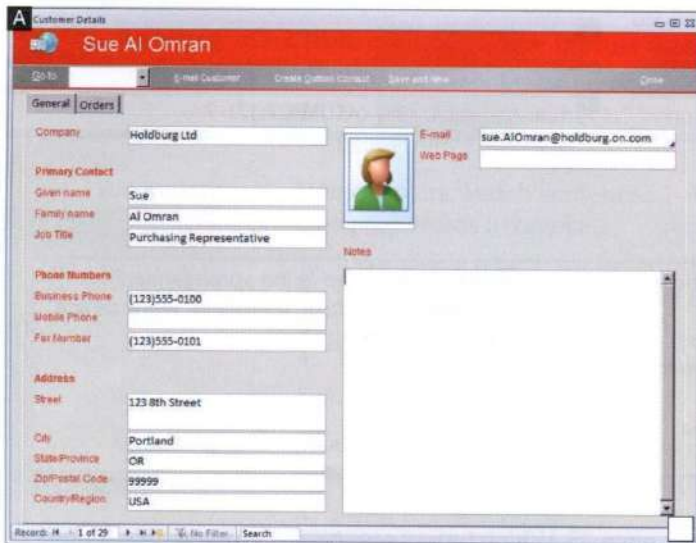 A
Customer Details
Sue Al Omran
Go to
E-mail Customer
Create Outlook Contact
Save and New
Close
General
Orders
Company
Holdburg Ltd
Primary Contact
Given name
Sue
Family name
Al Omran
Job Title
Purchasing Representative
Phone Numbers
Business Phone
(123)555-0100
Mobile Phone
Fax Number
(123)555-0101
Address
Street
123 8th Street
City
Portland
State/Province
OR
Zip/Postal Code
99999
Country/Region
USA
E-mail
sue.AlOmran@holdburg.on.com
Web Page
Notes
Record:
1 of 29
No Filter
Search